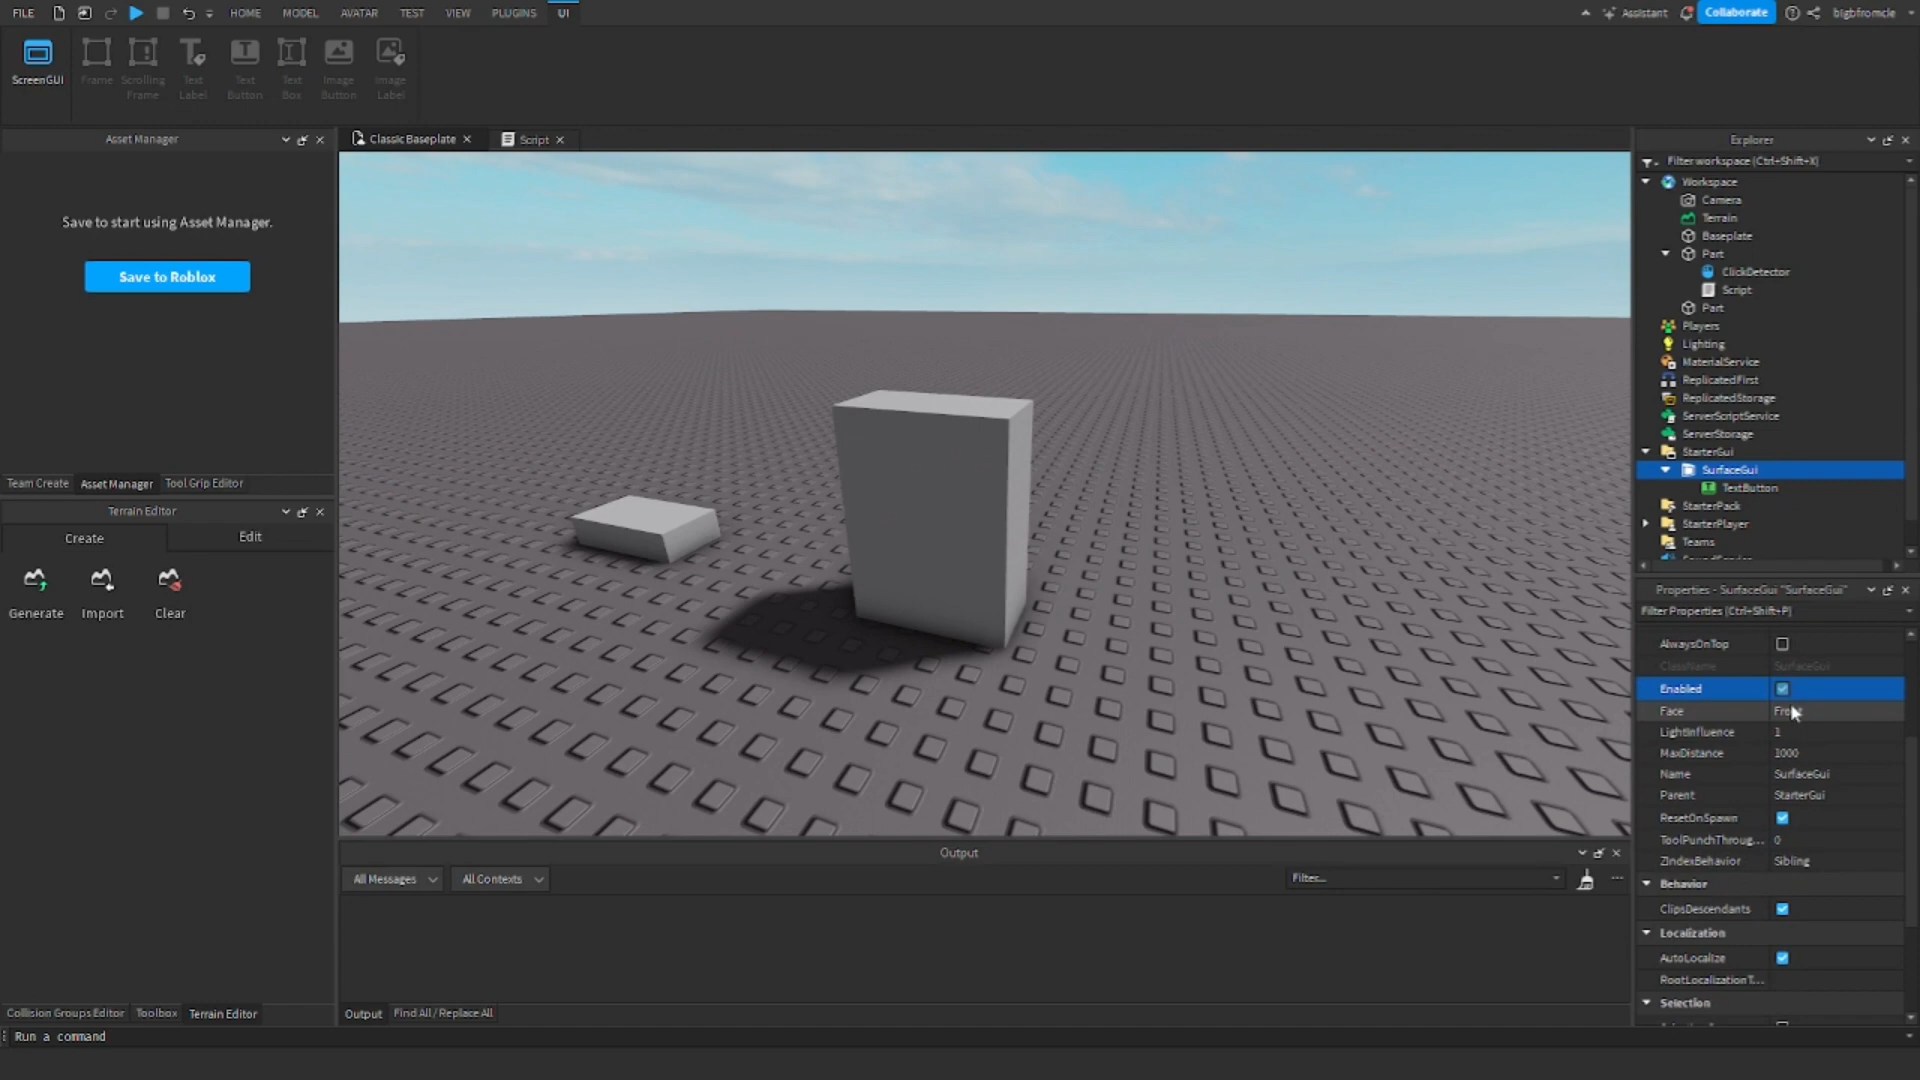 FILE HOME MODEL AVATAR TEST VIEW PLUGINS UI Assistant Collaborate bigbfromcle
ScreenGUI Frame Scrolling Frame Text Label Text Button Text Box Image Button Image Label
Asset Manager
Classic Baseplate Script
Explorer
Filter workspace (Ctrl+Shift+X)
Save to start using Asset Manager.
Save to Roblox
Team Create Asset Manager Tool Grip Editor
Terrain Editor
Create Edit
Generate Import Clear
Collision Groups Editor Toolbox Terrain Editor
Workspace
Camera
Terrain
Baseplate
Part
ClickDetector
Script
Part
Players
Lighting
MaterialService
ReplicatedFirst
ReplicatedStorage
ServerScriptService
ServerStorage
StarterGui
SurfaceGui
TextButton
StarterPack
StarterPlayer
Teams
Properties - SurfaceGui "SurfaceGui"
Filter Properties (Ctrl+Shift+P)
AlwaysOnTop
ClassName SurfaceGui
Enabled
Face
LightInfluence 1
MaxDistance 1000
Name SurfaceGui
Parent StarterGui
ResetOnSpawn
ToolPunchThroug... 0
ZIndexBehavior Sibling
Behavior
ClipsDescendants
Localization
AutoLocalize
RootLocalizationT...
Selection
Output
All Messages All Contexts Filter...
Output Find All / Replace All
Run a command